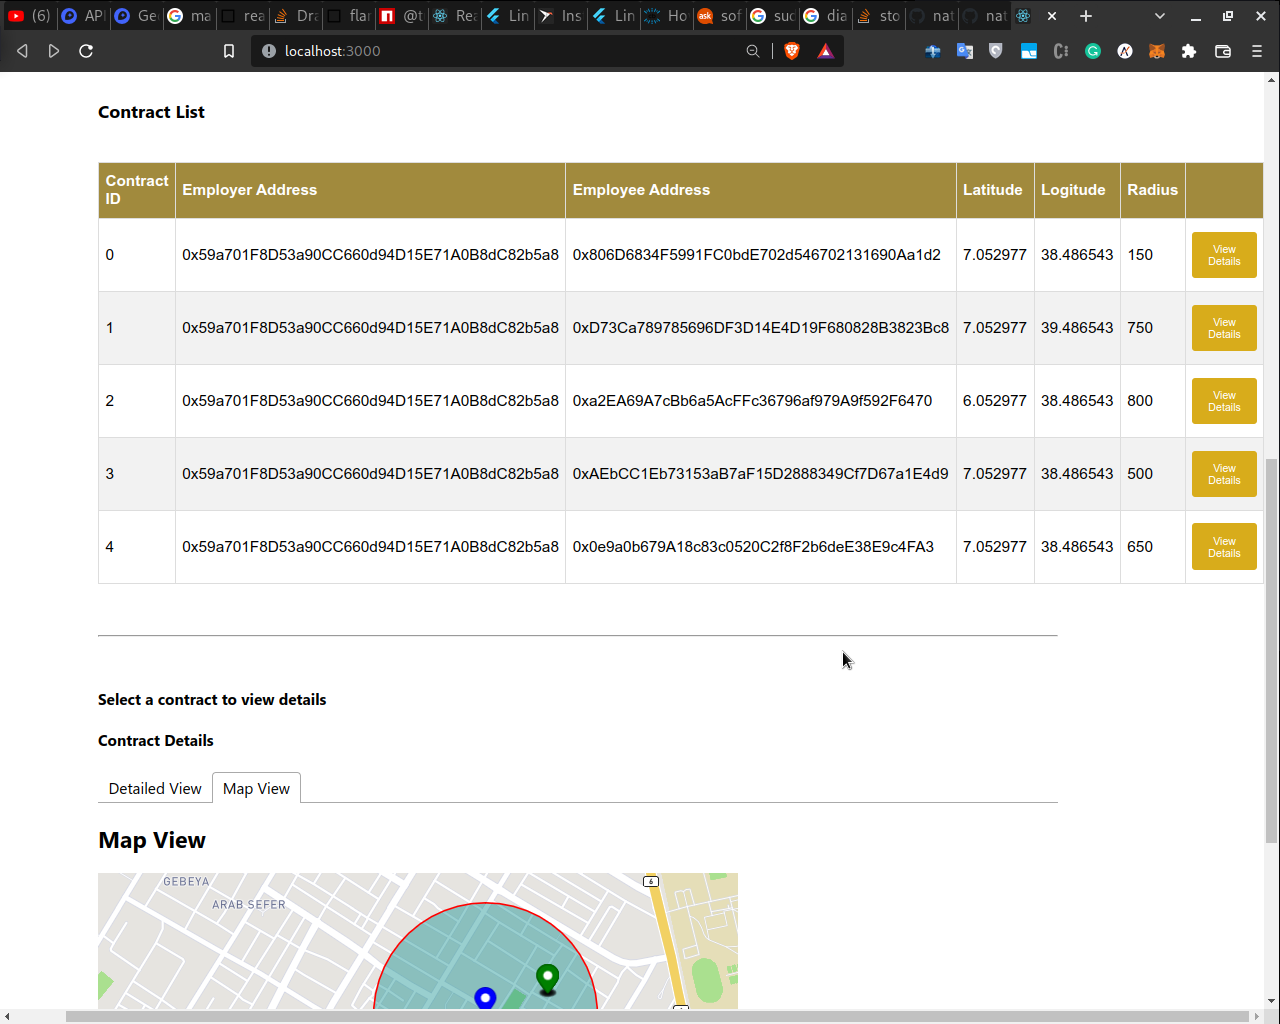 (6) API Ge ma rea Dra flar @t Rea Lin Ins Lin Ho ask sof suc dia sto nat nat
localhost:3000
Contract List
Contract ID Employer Address Employee Address Latitude Logitude Radius
0 0x59a701F8D53a90CC660d94D15E71A0B8dC82b5a8 0x806D6834F5991FC0bdE702d546702131690Aa1d2 7.052977 38.486543 150 View Details
1 0x59a701F8D53a90CC660d94D15E71A0B8dC82b5a8 0xD73Ca789785696DF3D14E4D19F680828B3823Bc8 7.052977 39.486543 750 View Details
2 0x59a701F8D53a90CC660d94D15E71A0B8dC82b5a8 0xa2EA69A7cBb6a5AcFFc36796af979A9f592F6470 6.052977 38.486543 800 View Details
3 0x59a701F8D53a90CC660d94D15E71A0B8dC82b5a8 0xAEbCC1Eb73153aB7aF15D2888349Cf7D67a1E4d9 7.052977 38.486543 500 View Details
4 0x59a701F8D53a90CC660d94D15E71A0B8dC82b5a8 0x0e9a0b679A18c83c0520C2f8F2b6deE38E9c4FA3 7.052977 38.486543 650 View Details
Select a contract to view details
Contract Details
Detailed View Map View
Map View
GEBEYA
6
ARAB SEFER